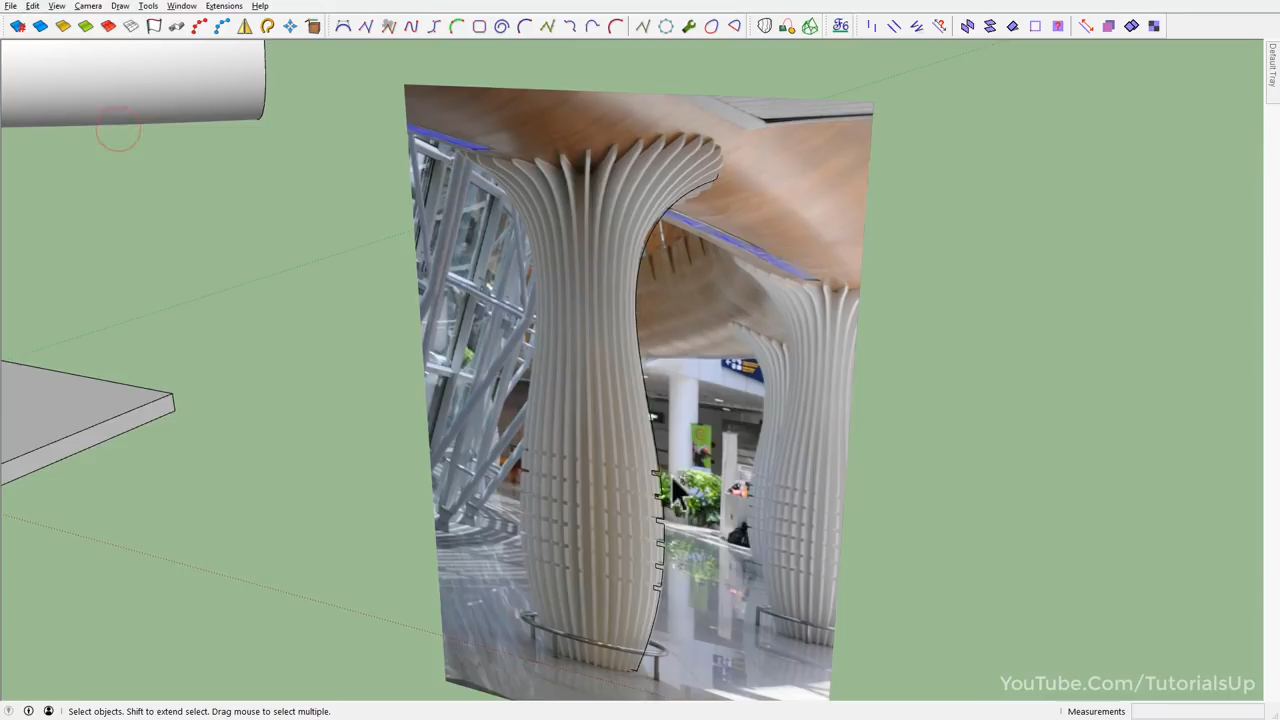 File Edit View Camera Draw Tools Window Extensions Help
Default Tray
YouTube.Com/TutorialsUp
Select objects. Shift to extend select. Drag mouse to select multiple.
Measurements